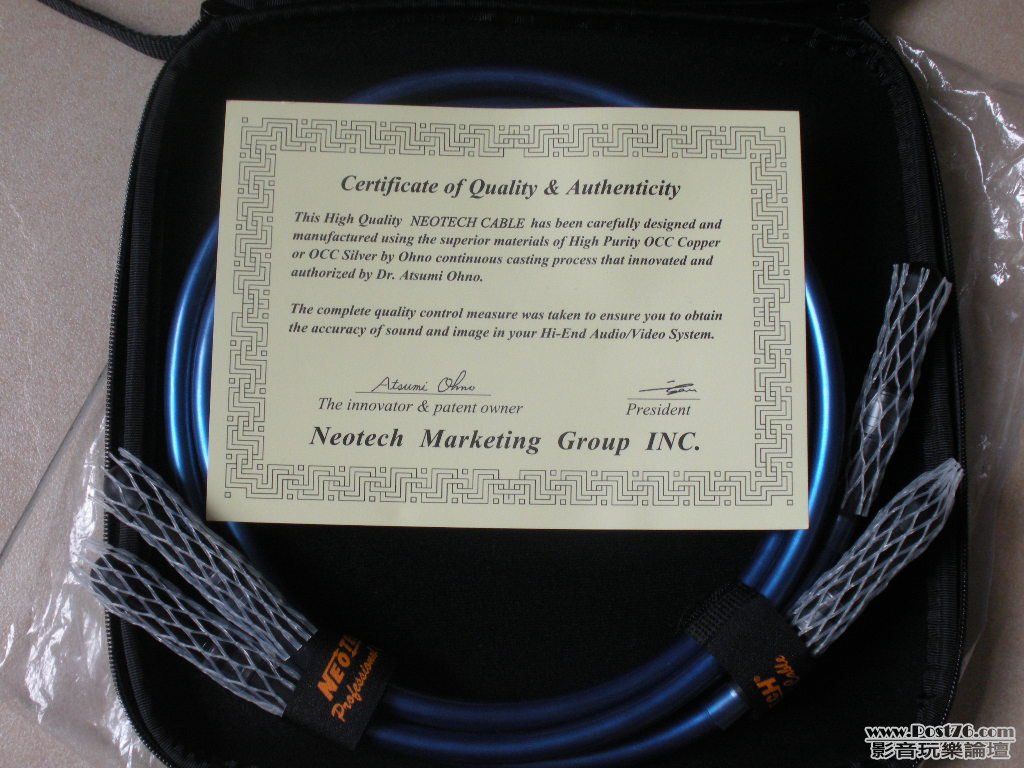 Certificate of Quality & Authenticity
This High Quality NEOTECH CABLE has been carefully designed and
manufactured using the superior materials of High Purity OCC Copper
or OCC Silver by Ohno continuous casting process that innovated and
authorized by Dr. Atsumi Ohno.
The complete quality control measure was taken to ensure you to obtain
the accuracy of sound and image in your Hi-End Audio/Video System.
Atsumi Ohno
The innovator & patent owner
President
Neotech Marketing Group INC.
Professional
Cable
www.Post76.com
影音玩樂論壇